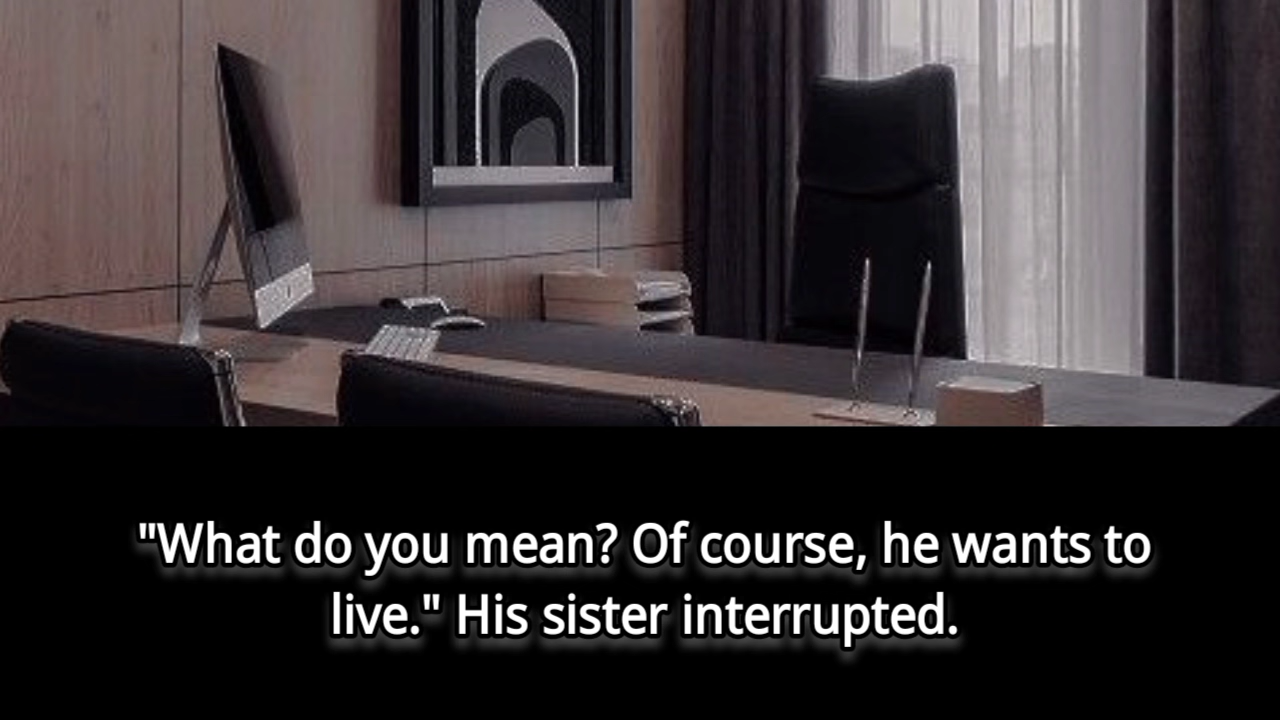 "What do you mean? Of course, he wants to
live." His sister interrupted.